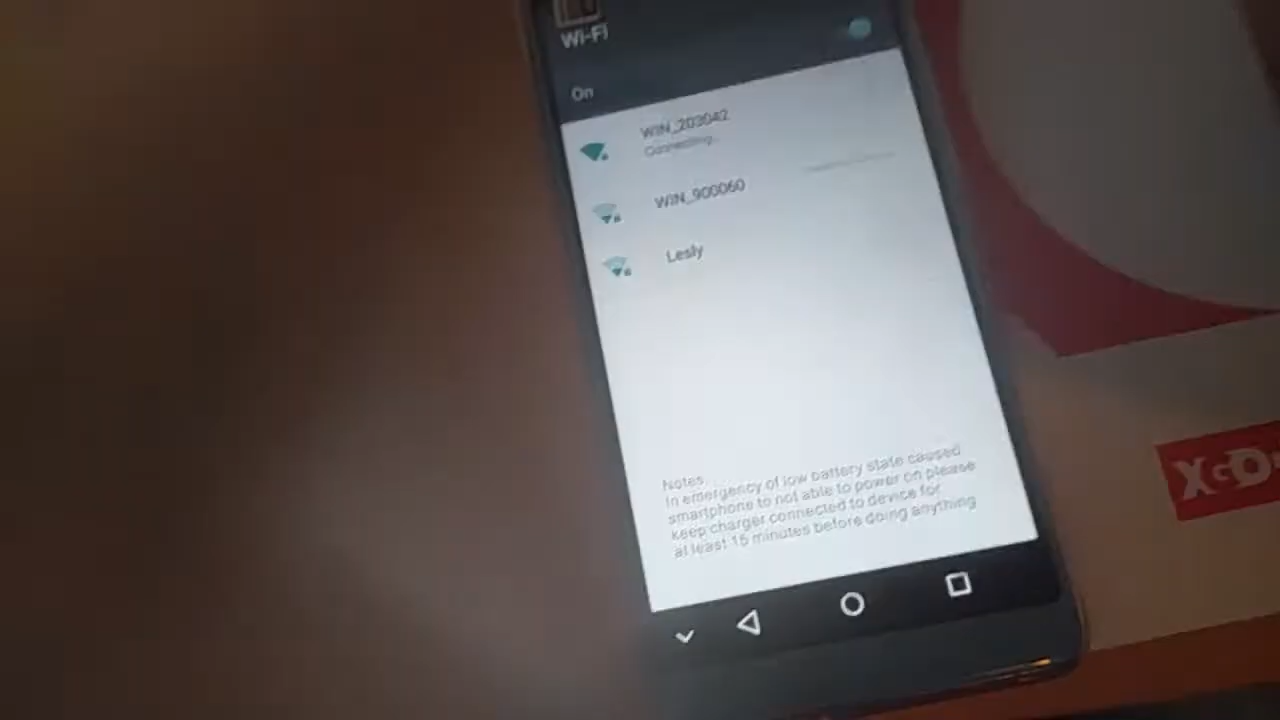 Wi-Fi
On
WIN_203042
Connecting...
WIN_900060
Lesly
Notes
In emergency of low battery state caused
smartphone to not able to power on please
keep charger connected to device for
at least 15 minutes before doing anything